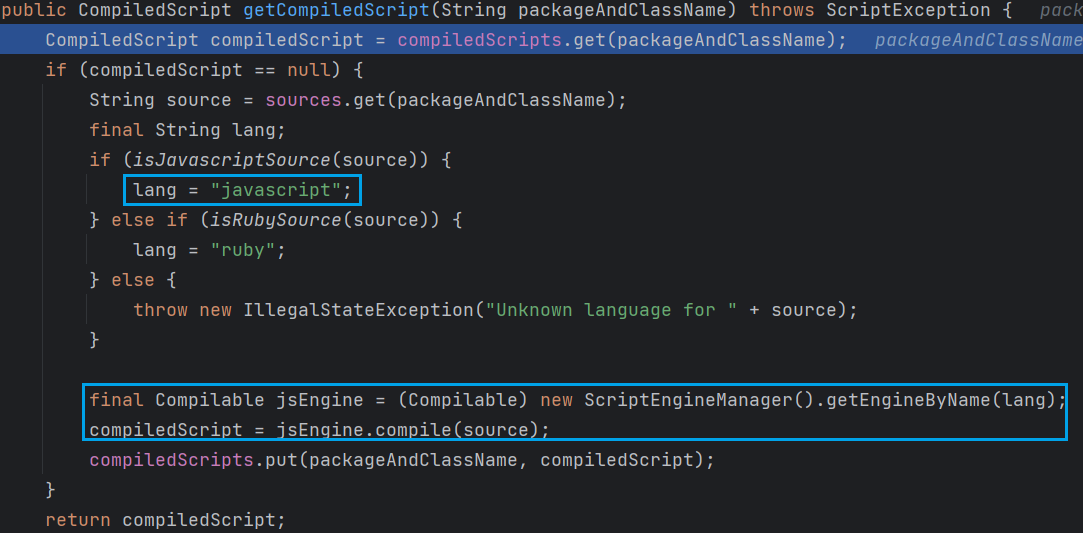 public CompiledScript getCompiledScript(String packageAndClassName) throws ScriptException {  pack
    CompiledScript compiledScript = compiledScripts.get(packageAndClassName);  packageAndClassName
    if (compiledScript == null) {
        String source = sources.get(packageAndClassName);
        final String lang;
        if (isJavascriptSource(source)) {
            lang = "javascript";
        } else if (isRubySource(source)) {
            lang = "ruby";
        } else {
            throw new IllegalStateException("Unknown language for " + source);
        }
        final Compilable jsEngine = (Compilable) new ScriptEngineManager().getEngineByName(lang);
        compiledScript = jsEngine.compile(source);
        compiledScripts.put(packageAndClassName, compiledScript);
    }
    return compiledScript;